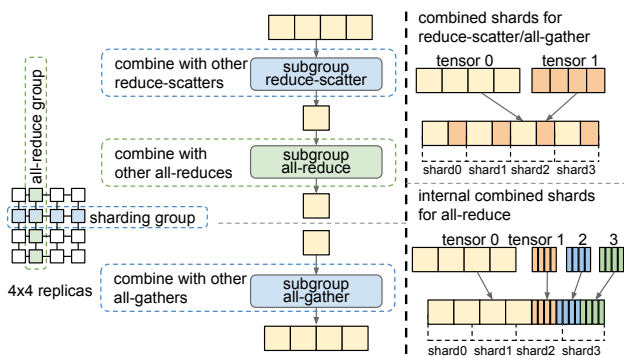 all-reduce group
sharding group
4x4 replicas
combine with other
reduce-scatters
subgroup
reduce-scatter
combine with
other all-reduces
subgroup
all-reduce
combine with other
all-gathers
subgroup
all-gather
combined shards for
reduce-scatter/all-gather
tensor 0 tensor 1
shard0 shard1 shard2 shard3
internal combined shards
for all-reduce
tensor 0 tensor 1 2 3
shard0 shard1 shard2 shard3